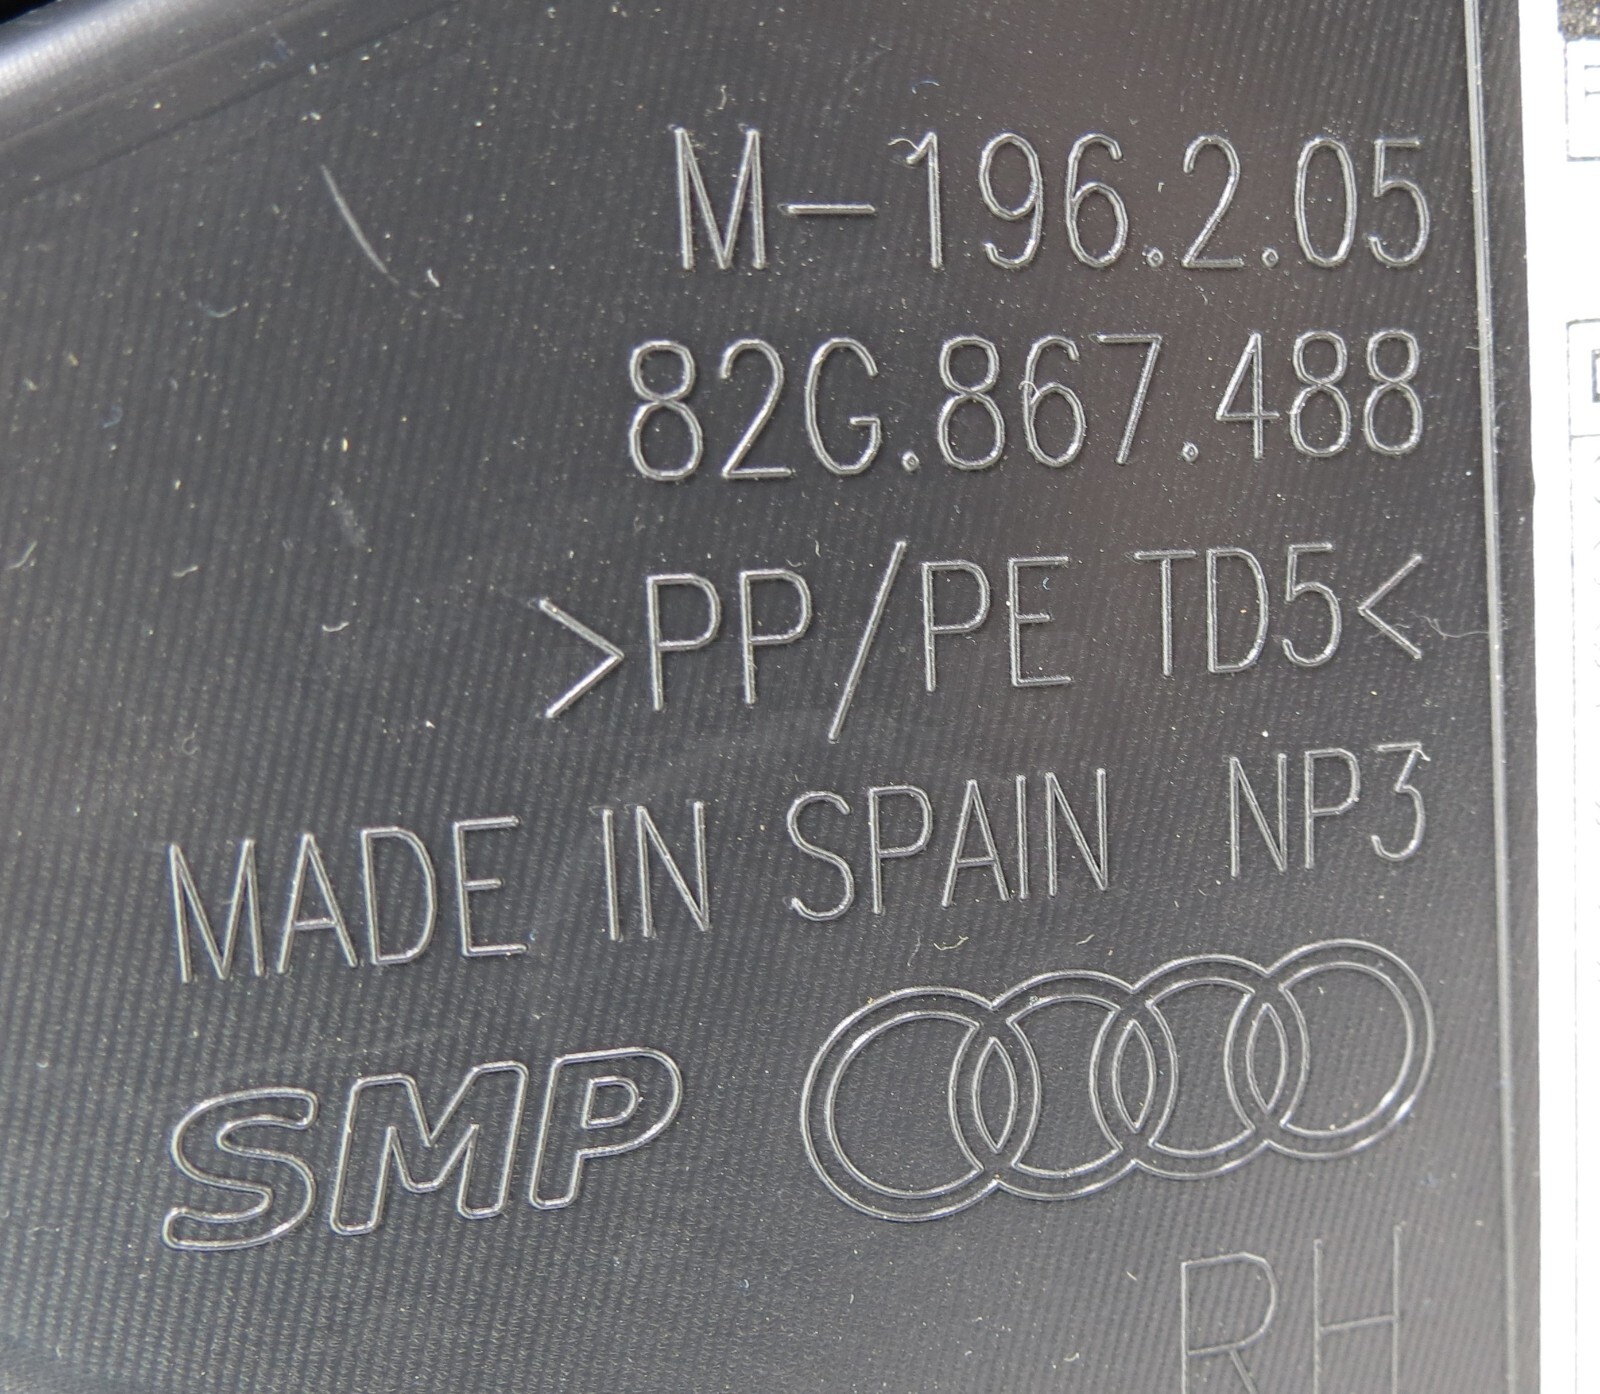 M-196.2.05
82G.867.488
>PP/PE TD5<
MADE IN SPAIN NP3
SMP
RH